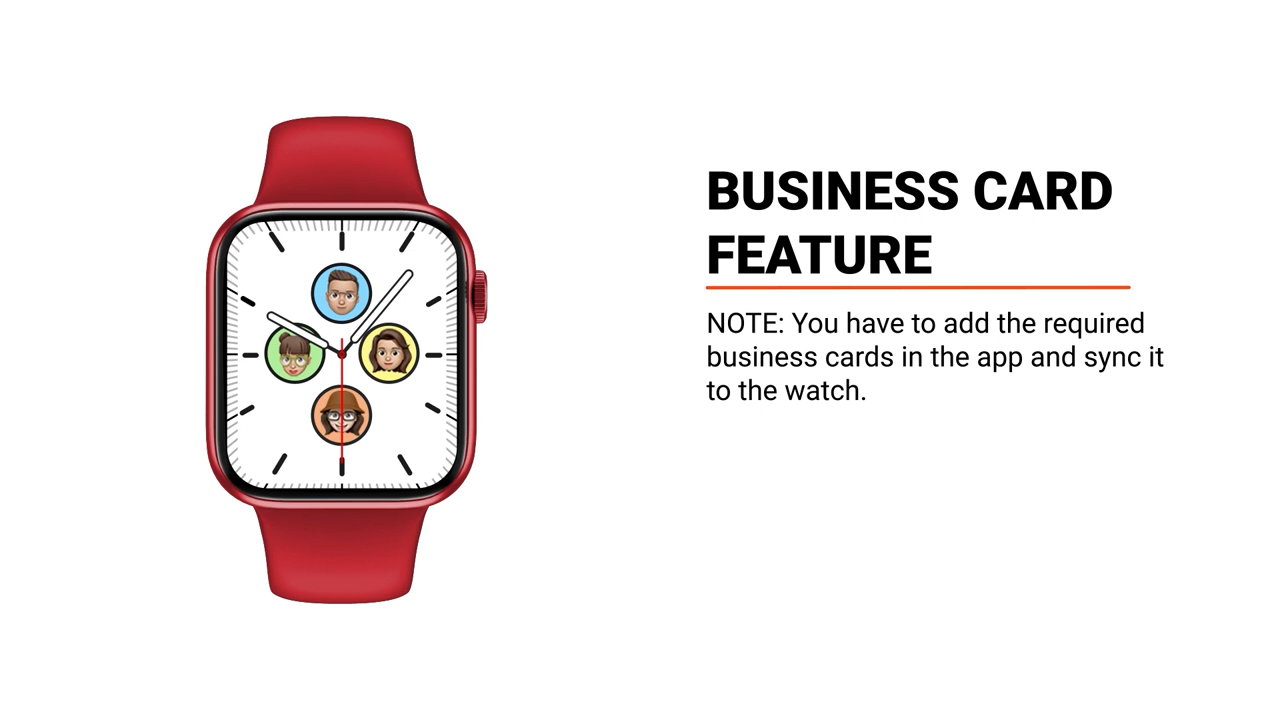 BUSINESS CARD
FEATURE
NOTE: You have to add the required
business cards in the app and sync it
to the watch.